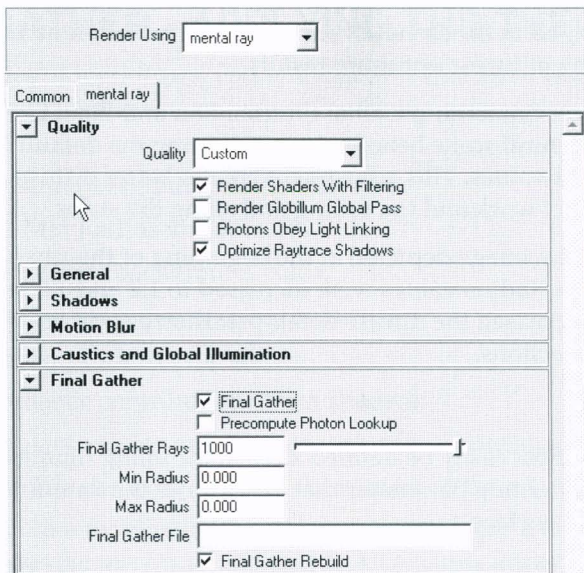 Render Using mental ray
Common mental ray
Quality
Quality Custom
Render Shaders With Filtering
Render Globillum Global Pass
Photons Obey Light Linking
Optimize Raytrace Shadows
General
Shadows
Motion Blur
Caustics and Global Illumination
Final Gather
Final Gather
Precompute Photon Lookup
Final Gather Rays 1000
Min Radius 0.000
Max Radius 0.000
Final Gather File
Final Gather Rebuild